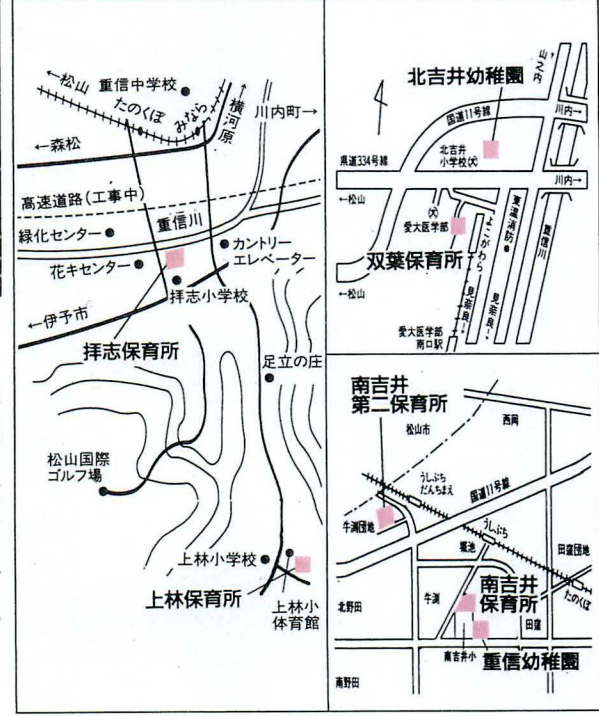 ←松山
重信中学校
たのくぼ
みなら
横河原→
川内町→
←森松
高速道路(工事中)
重信川
緑化センター
花キセンター
カントリー
エレベーター
拝志小学校
←伊予市
拝志保育所
足立の庄
松山国際
ゴルフ場
上林小学校
上林保育所
上林小
体育館
山之内→
北吉井幼稚園
川内→
国道11号線
北吉井
小学校(文)
県道334号線
川内→
←松山
(文)
愛大医学部
よこがわら
東温消防
重信川
双葉保育所
←松山
見奈良→
見奈良→
愛大医学部
南口駅
南吉井
第二保育所
松山市
西岡
うしぶち
だんちまえ
国道11号線
牛渕団地
うしぶち
堀池
田窪団地
たのくぼ
北野田
牛渕
南吉井
保育所
田窪
南吉井小
重信幼稚園
南野田